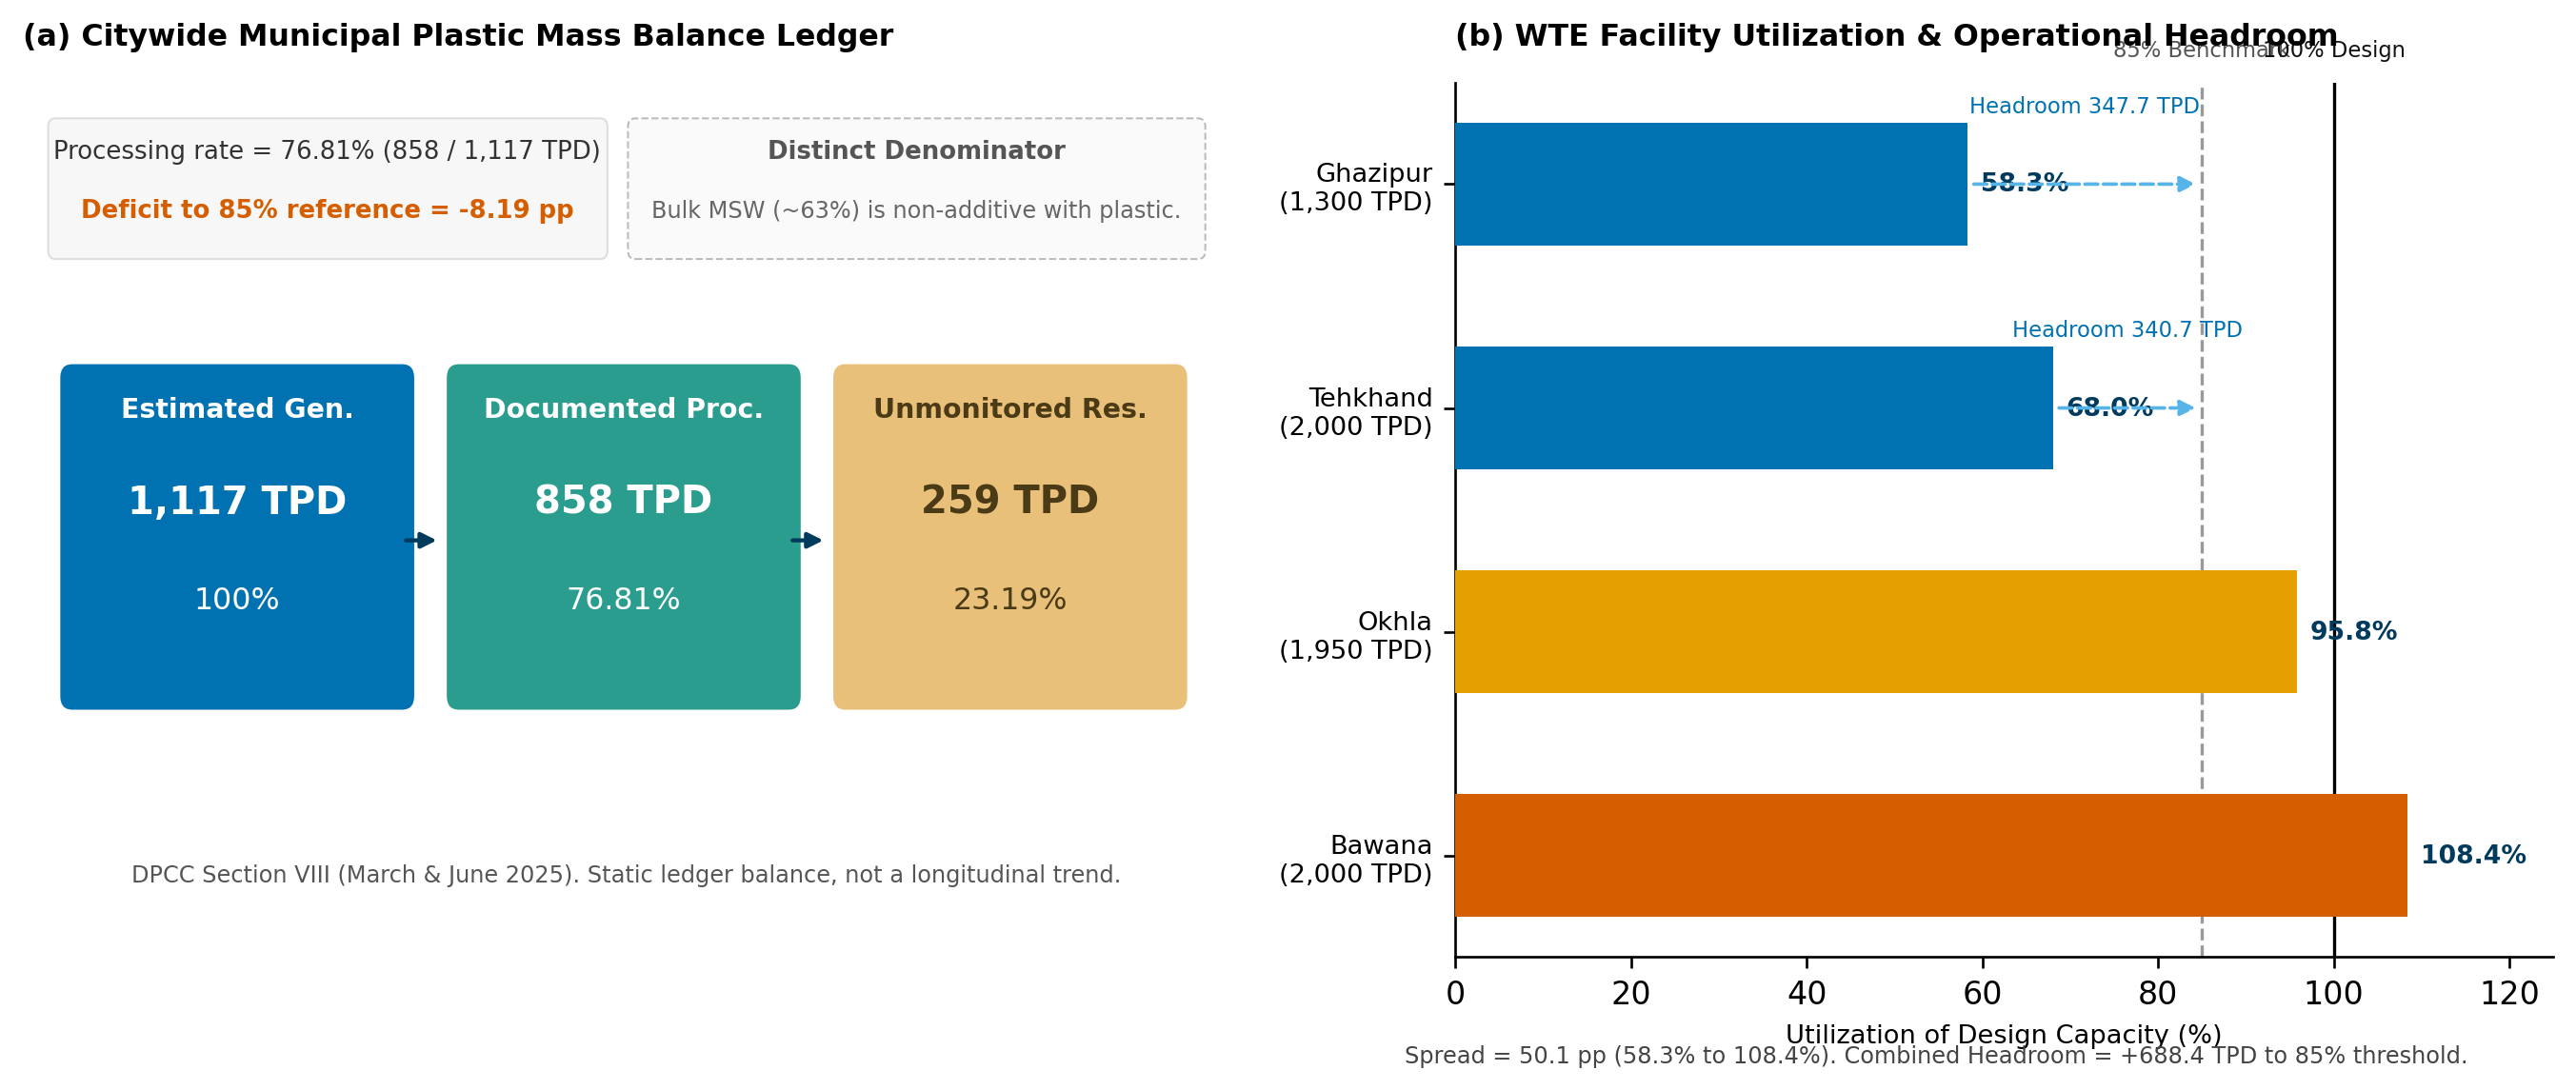 (a) Citywide Municipal Plastic Mass Balance Ledger
Processing rate = 76.81% (858 / 1,117 TPD)
Deficit to 85% reference = -8.19 pp
Distinct Denominator
Bulk MSW (~63%) is non-additive with plastic.
Estimated Gen.
1,117 TPD
100%
Documented Proc.
858 TPD
76.81%
Unmonitored Res.
259 TPD
23.19%
DPCC Section VIII (March & June 2025). Static ledger balance, not a longitudinal trend.
(b) WTE Facility Utilization & Operational Headroom
85% Benchmark
100% Design
Headroom 347.7 TPD
Ghazipur
(1,300 TPD)
58.3%
Headroom 340.7 TPD
Tehkhand
(2,000 TPD)
68.0%
Okhla
(1,950 TPD)
95.8%
Bawana
(2,000 TPD)
108.4%
0 20 40 60 80 100 120
Utilization of Design Capacity (%)
Spread = 50.1 pp (58.3% to 108.4%). Combined Headroom = +688.4 TPD to 85% threshold.